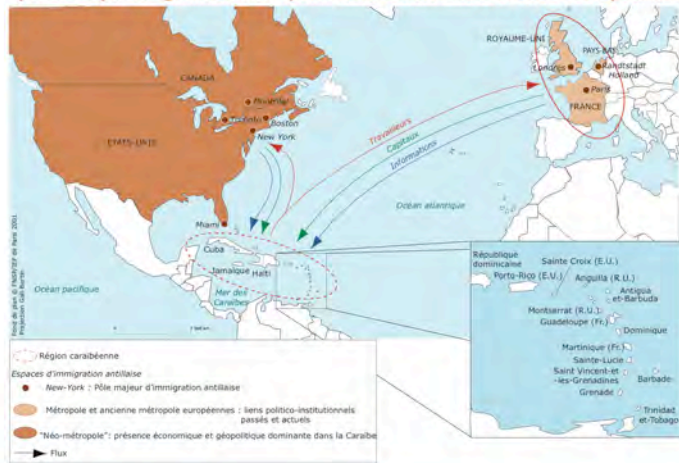 ROYAUME-UNI
PAYS-BAS
Londres
Randtstadt
Holland
Paris
FRANCE
CANADA
Montréal
Toronto
Boston
New York
ETATS-UNIS
Travailleurs
Capitaux
Informations
Océan atlantique
Miami
Cuba
Jamaïque
Haïti
Mer des
Caraïbes
Océan pacifique
République
dominicaine
Sainte Croix (E.U.)
Porto-Rico (E.U.)
Anguilla (R.U.)
Antigua
et-Barbuda
Montserrat (R.U.)
Guadeloupe (Fr.)
Dominique
Martinique (Fr.)
Sainte-Lucie
Saint Vincent-et
-les-Grenadines
Barbade
Grenade
Trinidad
et-Tobago
Région caraïbéenne
Espaces d'immigration antillaise
New-York : Pôle majeur d'immigration antillaise
Métropole et ancienne métropole européennes : liens politico-institutionnels
passés et actuels
"Néo-métropole": présence économique et géopolitique dominante dans la Caraïbe
Flux